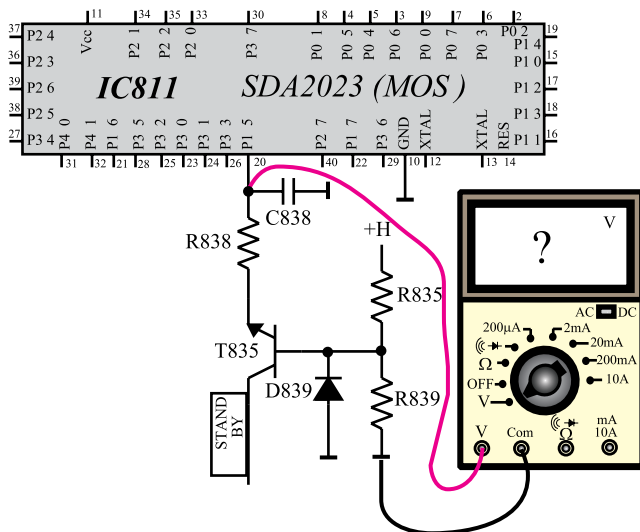 11 34 35 33 30 8 4 5 3 9 7 6 2
37 P2 4 Vcc P2 1 P2 2 P2 0 P3 7 P0 1 P0 5 P0 4 P0 6 P0 0 P0 7 P0 3 P0 2 19
P1 4
36 P2 3 P1 0 15
39 P2 6 IC811 SDA2023 (MOS) P1 2 17
38 P2 5 P1 3 18
27 P3 4 P4 0 P4 1 P1 6 P3 5 P3 2 P3 0 P3 1 P3 3 P1 5 P2 7 P1 7 P3 6 GND XTAL XTAL RES P1 1 16
31 32 21 28 25 23 24 26 20 40 22 29 10 12 13 14
C838
R838
+H
R835
T835
D839
R839
STAND
BY
V
?
AC DC
200µA 2mA
20mA
Ω 200mA
OFF 10A
V
V Com Ω mA
10A